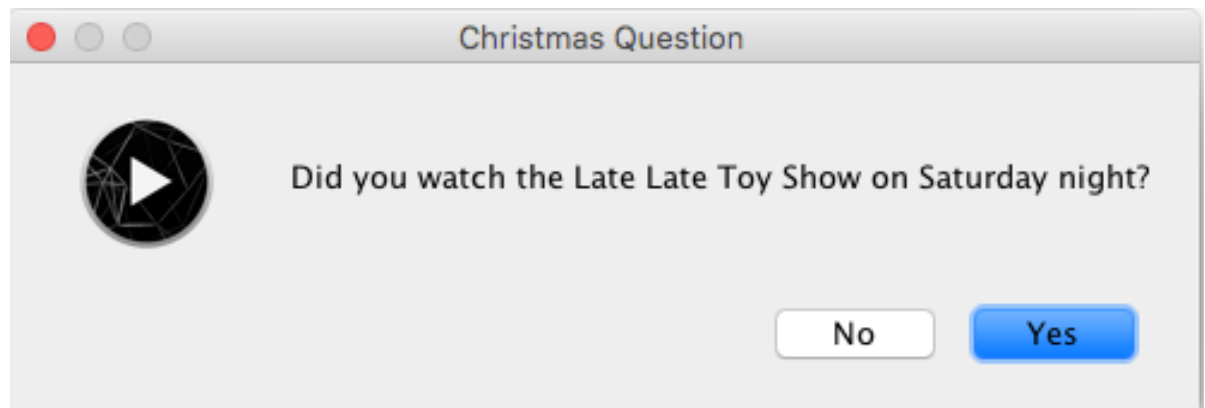 Christmas Question
Did you watch the Late Late Toy Show on Saturday night?
No Yes